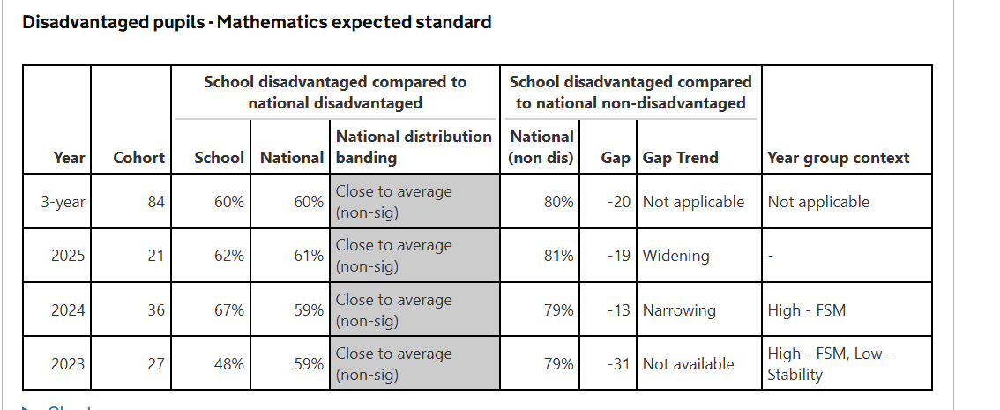 Disadvantaged pupils - Mathematics expected standard
School disadvantaged compared to
national disadvantaged
School disadvantaged compared
to national non-disadvantaged
Year Cohort School National National distribution banding National (non dis) Gap Gap Trend Year group context
3-year 84 60% 60% Close to average (non-sig) 80% -20 Not applicable Not applicable
2025 21 62% 61% Close to average (non-sig) 81% -19 Widening -
2024 36 67% 59% Close to average (non-sig) 79% -13 Narrowing High - FSM
2023 27 48% 59% Close to average (non-sig) 79% -31 Not available High - FSM, Low - Stability